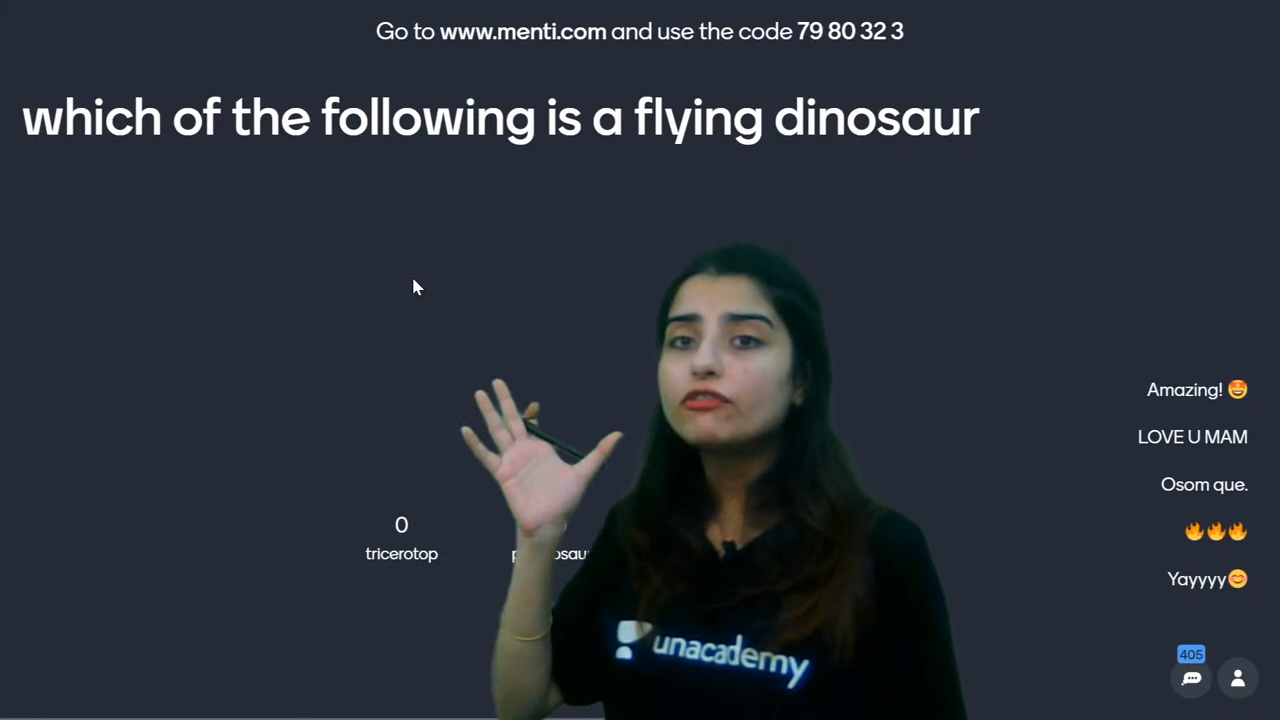 Go to www.menti.com and use the code 79 80 32 3
which of the following is a flying dinosaur
Amazing! 🤩
LOVE U MAM
Osom que.
🔥🔥🔥
Yayyyy😊
0
tricerotop
unacademy
405